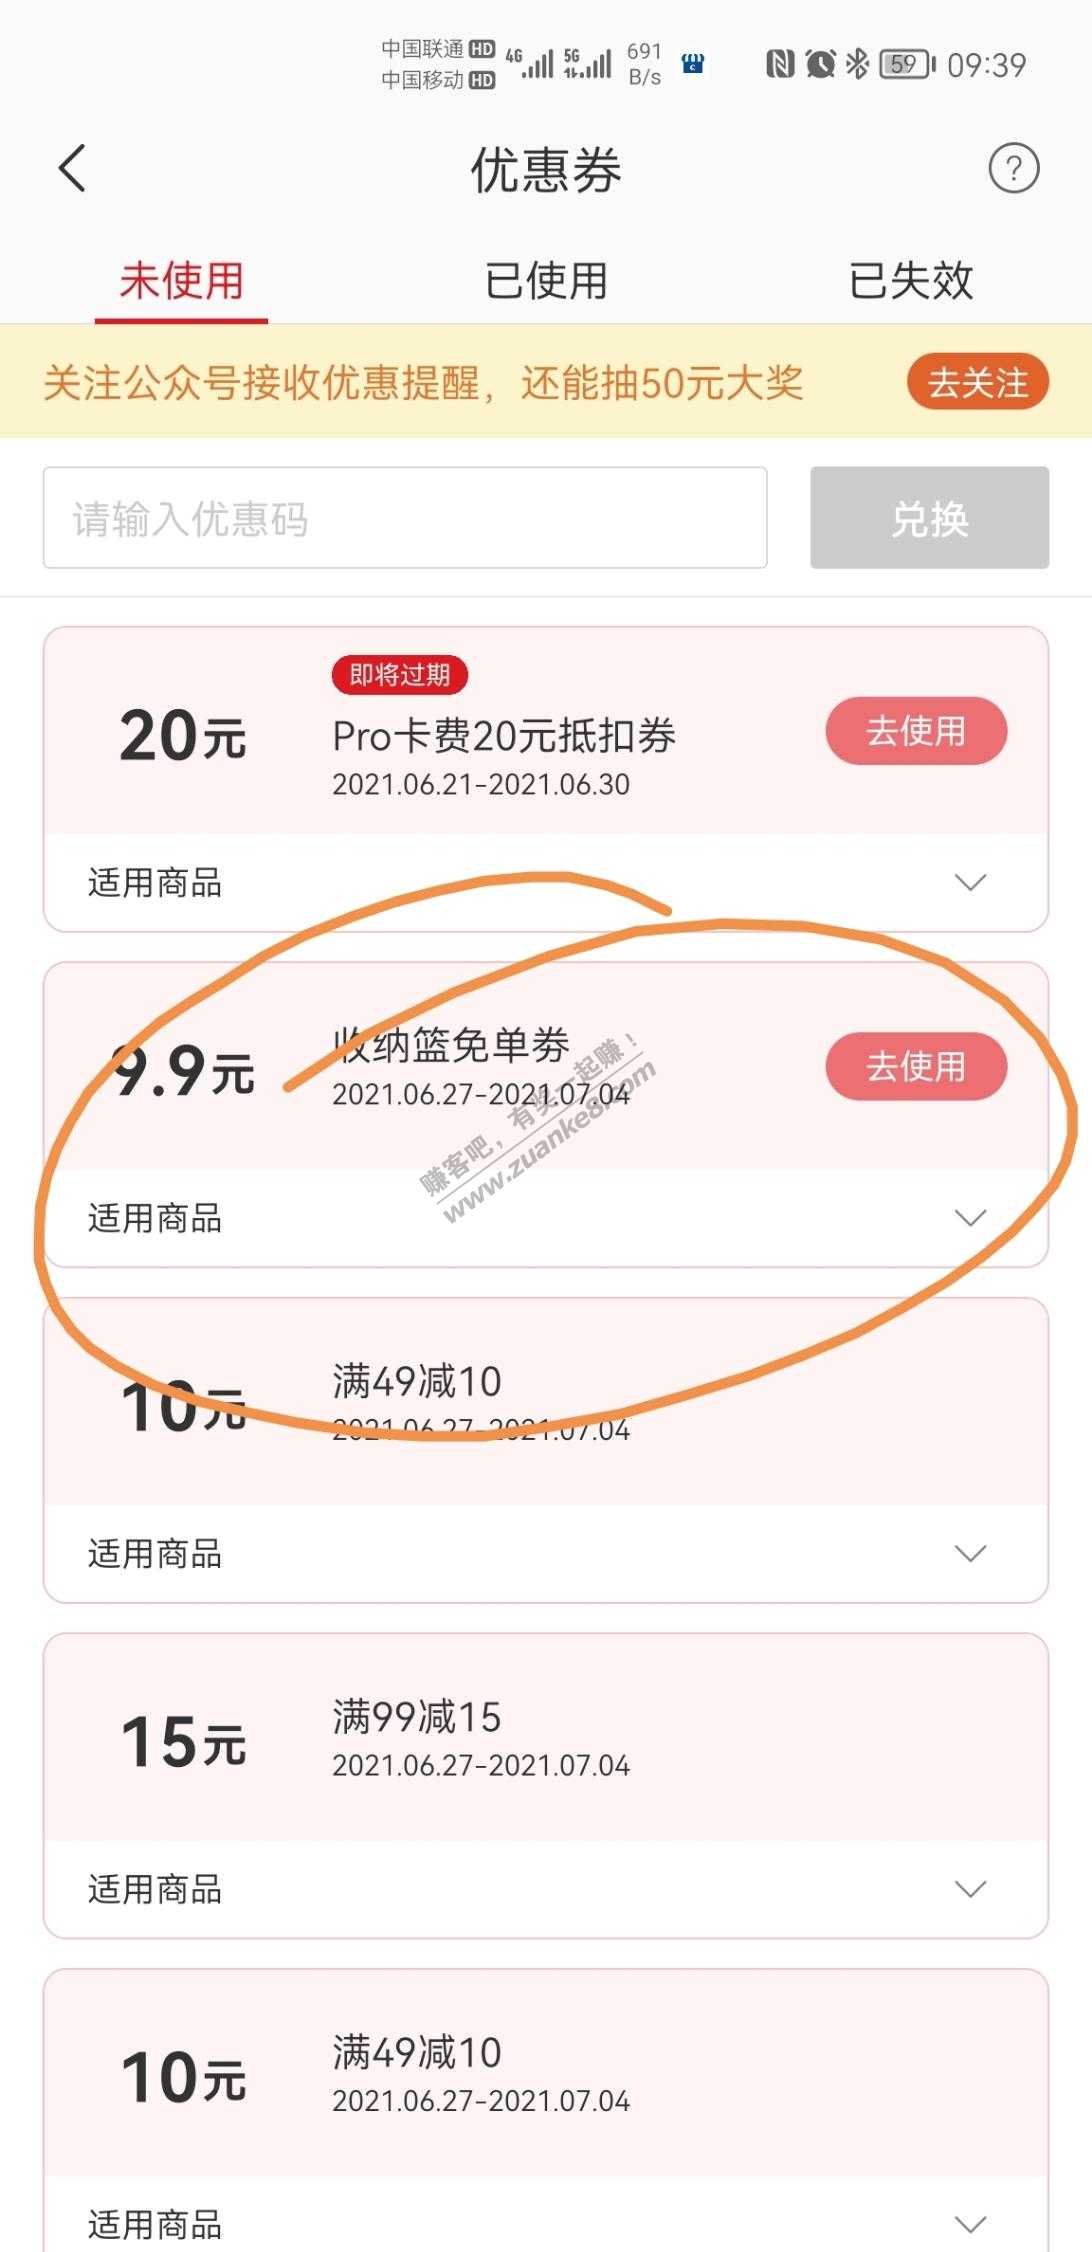 中国联通 HD 4G 5G 691 59 09:39
中国移动 HD B/s
优惠券 ?
未使用 已使用 已失效
关注公众号接收优惠提醒，还能抽50元大奖 去关注
请输入优惠码 兑换
即将过期
20元 Pro卡费20元抵扣券 去使用
2021.06.21-2021.06.30
适用商品
9.9元 收纳篮免单券 去使用
2021.06.27-2021.07.04
赚客吧，有奖一起赚！
www.zuanke8.com
适用商品
10元 满49减10
2021.06.27-2021.07.04
适用商品
15元 满99减15
2021.06.27-2021.07.04
适用商品
10元 满49减10
2021.06.27-2021.07.04
适用商品